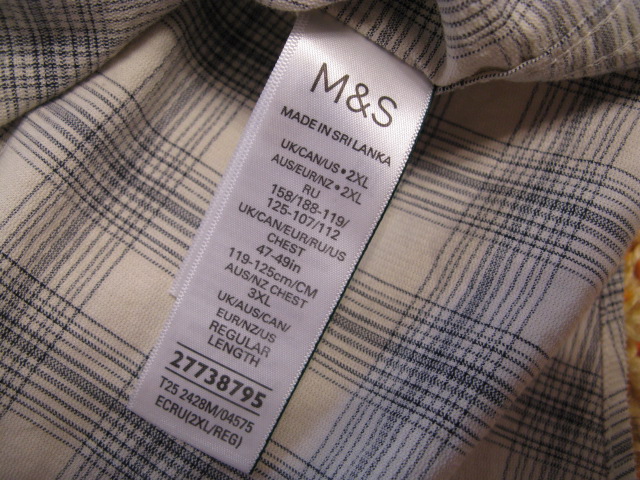 M&S
MADE IN SRI LANKA
UK/CAN/US • 2XL
AUS/EUR/NZ • 2XL
RU
158/188-119/
125-107/112
UK/CAN/EUR/RU/US
CHEST
47-49in
119-125cm/CM
AUS/NZ CHEST
3XL
UK/AUS/CAN/
EUR/NZ/US
REGULAR
LENGTH
27738795
T25 2428M/04575
ECRU(2XL/REG)